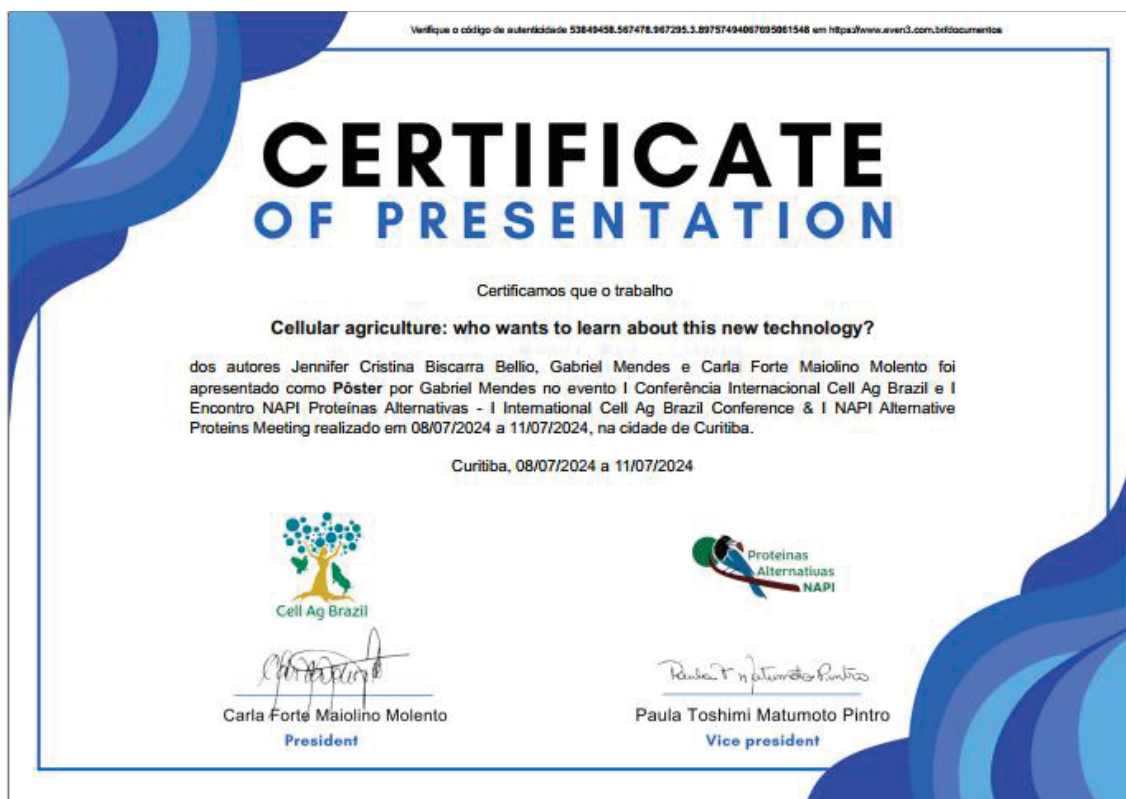 Verifique o código de autenticidade 53849458.567478.967295.3.89757494067695061548 em https://www.even3.com.br/documentos
CERTIFICATE
OF PRESENTATION
Certificamos que o trabalho
Cellular agriculture: who wants to learn about this new technology?
dos autores Jennifer Cristina Biscarra Bellio, Gabriel Mendes e Carla Forte Maiolino Molento foi
apresentado como Pôster por Gabriel Mendes no evento I Conferência Internacional Cell Ag Brazil e I
Encontro NAPI Proteínas Alternativas - I International Cell Ag Brazil Conference & I NAPI Alternative
Proteins Meeting realizado em 08/07/2024 a 11/07/2024, na cidade de Curitiba.
Curitiba, 08/07/2024 a 11/07/2024
Cell Ag Brazil
Proteínas
Alternativas
NAPI
Paula T Matumoto Pintro
Carla Forte Maiolino Molento
Paula Toshimi Matumoto Pintro
President
Vice president